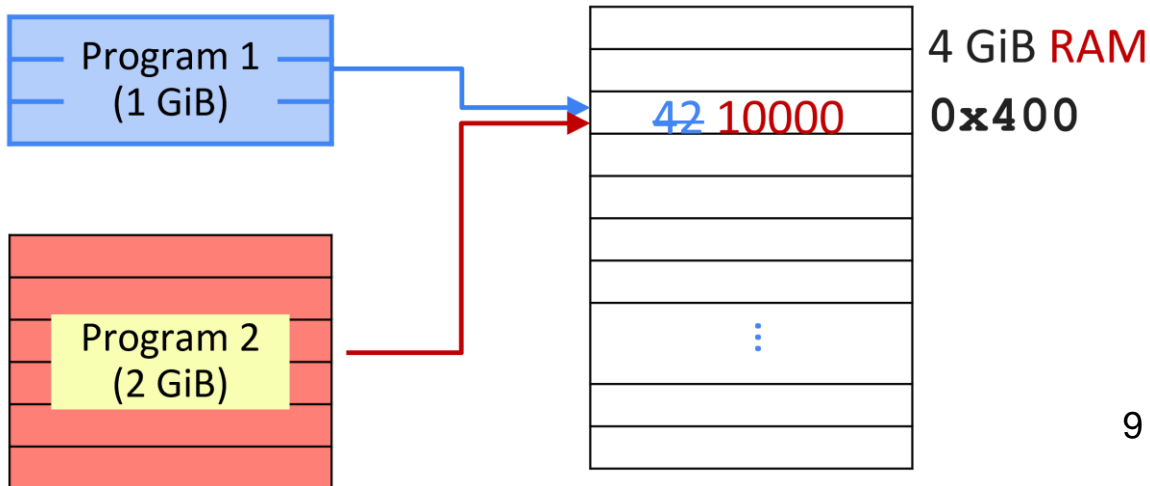 Program 1
(1 GiB)
4 GiB RAM
42 10000
0x400
Program 2
(2 GiB)
⋮
9